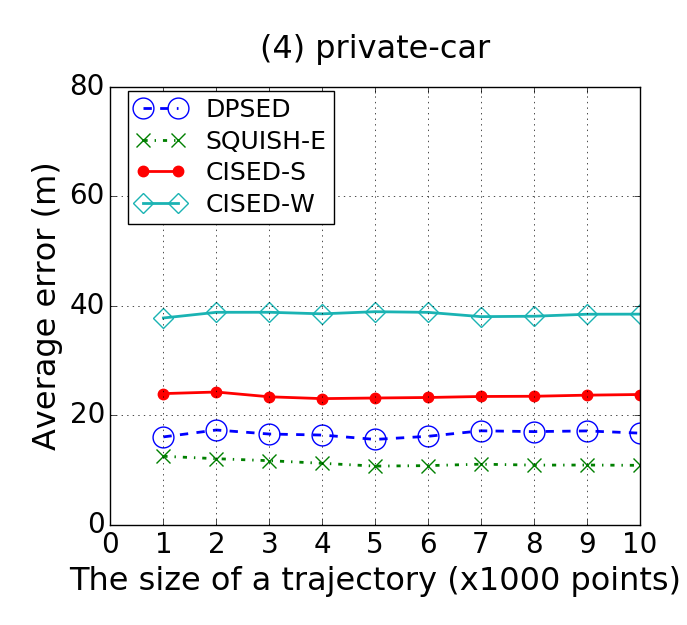 (4) private-car
80
60
40
20
0
Average error (m)
DPSED
SQUISH-E
CISED-S
CISED-W
0 1 2 3 4 5 6 7 8 9 10
The size of a trajectory (x1000 points)